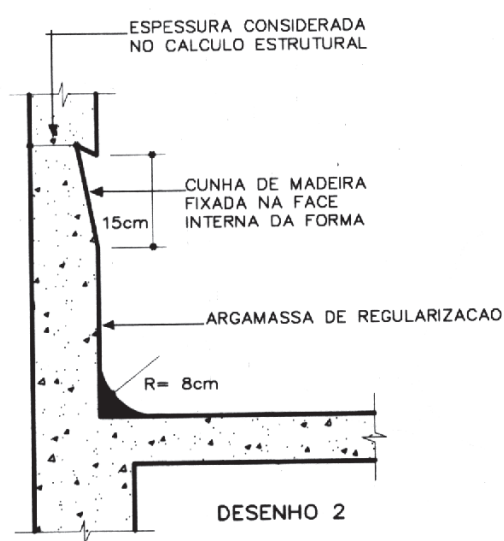 ESPESSURA CONSIDERADA
NO CALCULO ESTRUTURAL
CUNHA DE MADEIRA
FIXADA NA FACE
INTERNA DA FORMA
15cm
ARGAMASSA DE REGULARIZACAO
R= 8cm
DESENHO 2